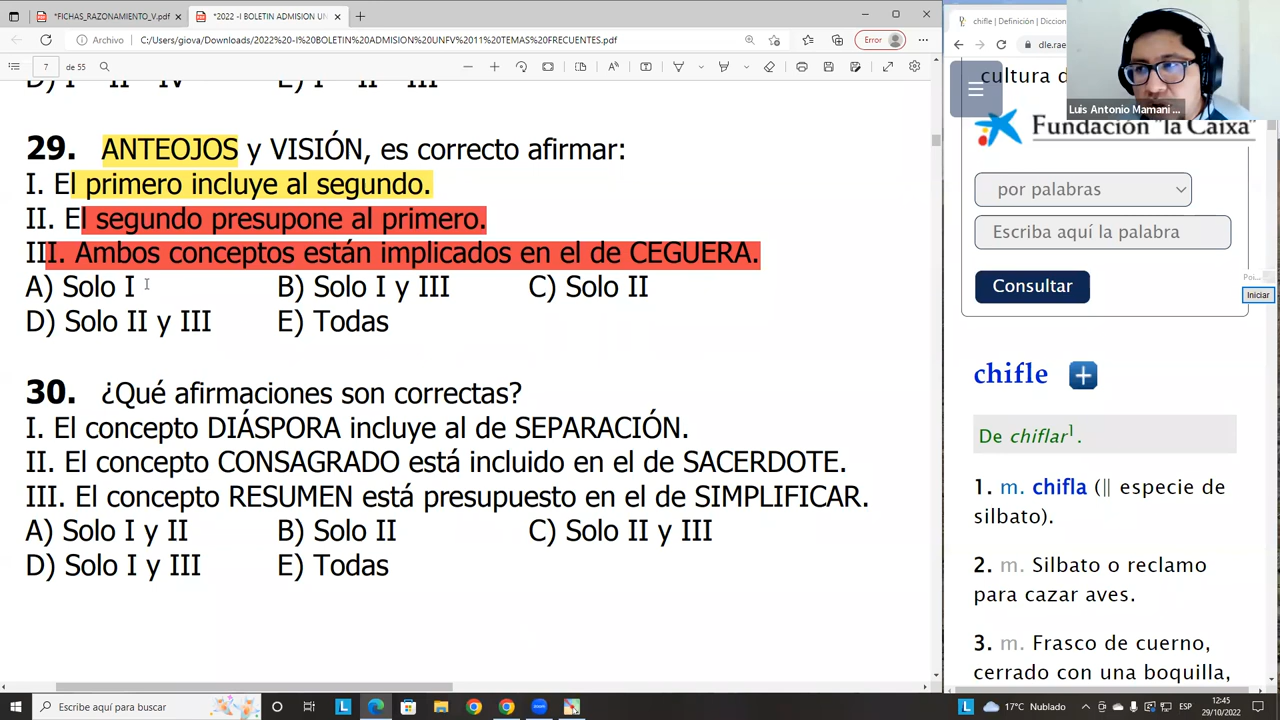 *FICHAS_RAZONAMIENTO_V.pdf
*2022 -I BOLETIN ADMISION UN
chifle | Definición | Diccion
Archivo
C:/Users/giova/Downloads/2022%20-I%20BOLETIN%20ADMISION%20UNFV%2011%20TEMAS%20FRECUENTES.pdf
Error
dle.rae
7 de 55
cultura d
Luis Antonio Mamani ...
D) I II IV E) I II III
Fundación "la Caixa"
29. ANTEOJOS y VISIÓN, es correcto afirmar:
I. El primero incluye al segundo.
II. El segundo presupone al primero.
III. Ambos conceptos están implicados en el de CEGUERA.
A) Solo I B) Solo I y III C) Solo II
D) Solo II y III E) Todas
30. ¿Qué afirmaciones son correctas?
I. El concepto DIÁSPORA incluye al de SEPARACIÓN.
II. El concepto CONSAGRADO está incluido en el de SACERDOTE.
III. El concepto RESUMEN está presupuesto en el de SIMPLIFICAR.
A) Solo I y II B) Solo II C) Solo II y III
D) Solo I y III E) Todas
por palabras
Escriba aquí la palabra
Consultar
Iniciar
chifle
De chiflar¹.
1. m. chifla (‖ especie de
silbato).
2. m. Silbato o reclamo
para cazar aves.
3. m. Frasco de cuerno,
cerrado con una boquilla,
Escribe aquí para buscar
17°C Nublado
ESP
12:45
29/10/2022